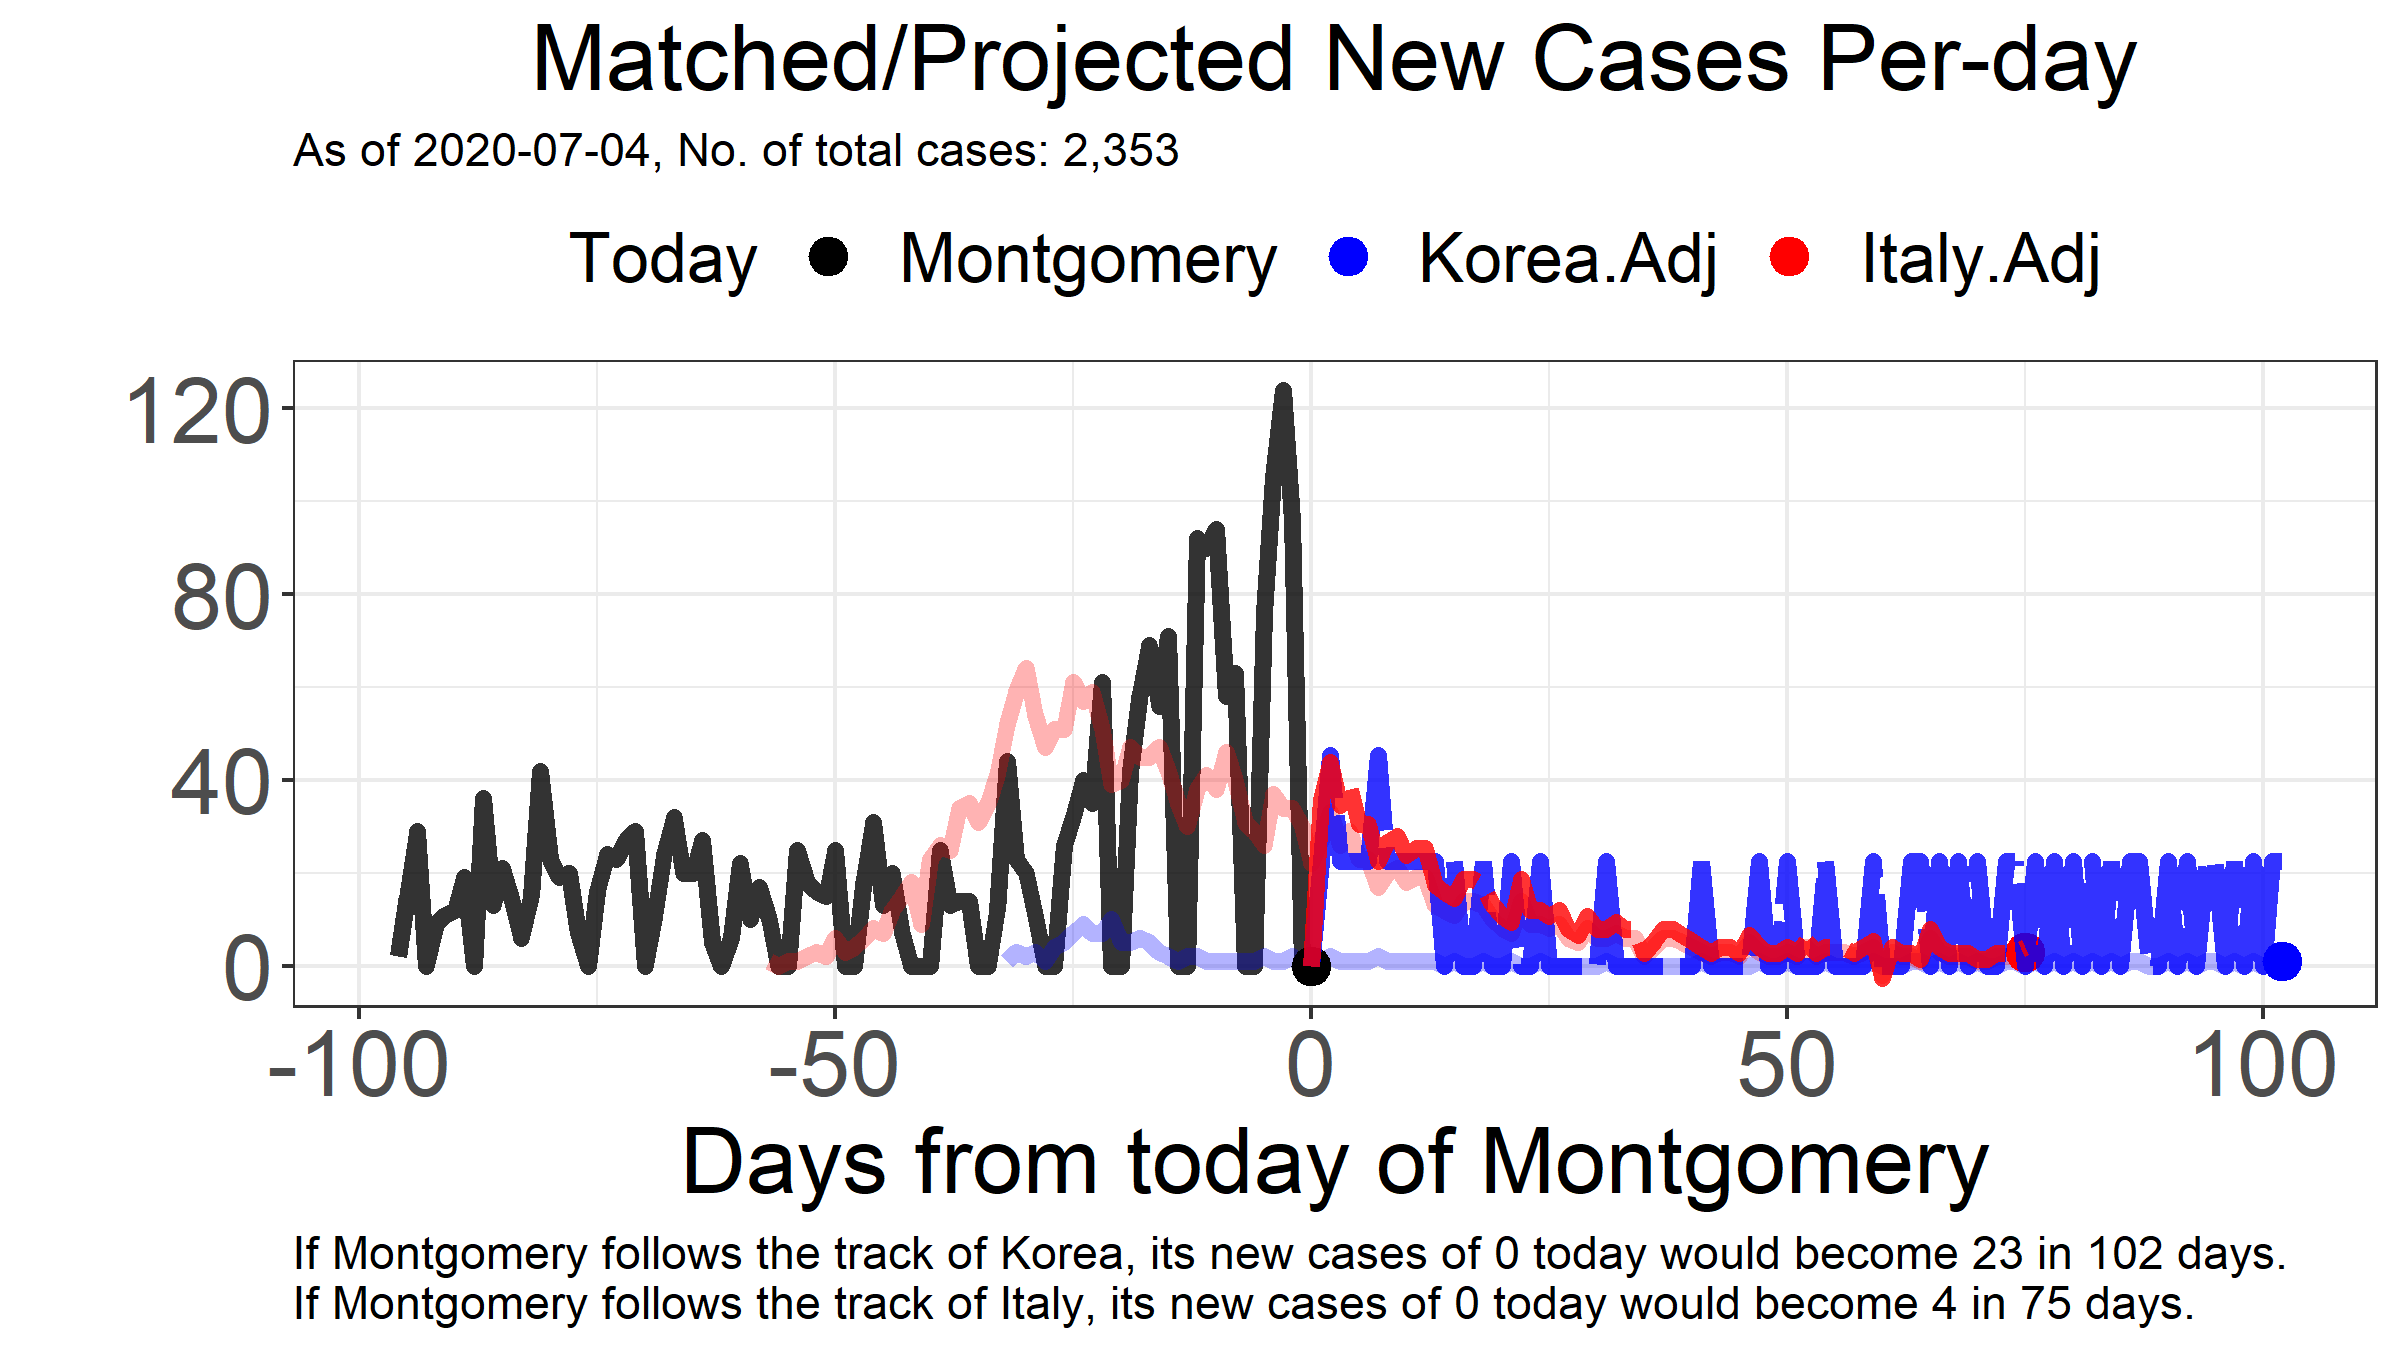 Matched/Projected New Cases Per-day
As of 2020-07-04, No. of total cases: 2,353
Today Montgomery Korea.Adj Italy.Adj
120
80
40
0
-100 -50 0 50 100
Days from today of Montgomery
If Montgomery follows the track of Korea, its new cases of 0 today would become 23 in 102 days.
If Montgomery follows the track of Italy, its new cases of 0 today would become 4 in 75 days.